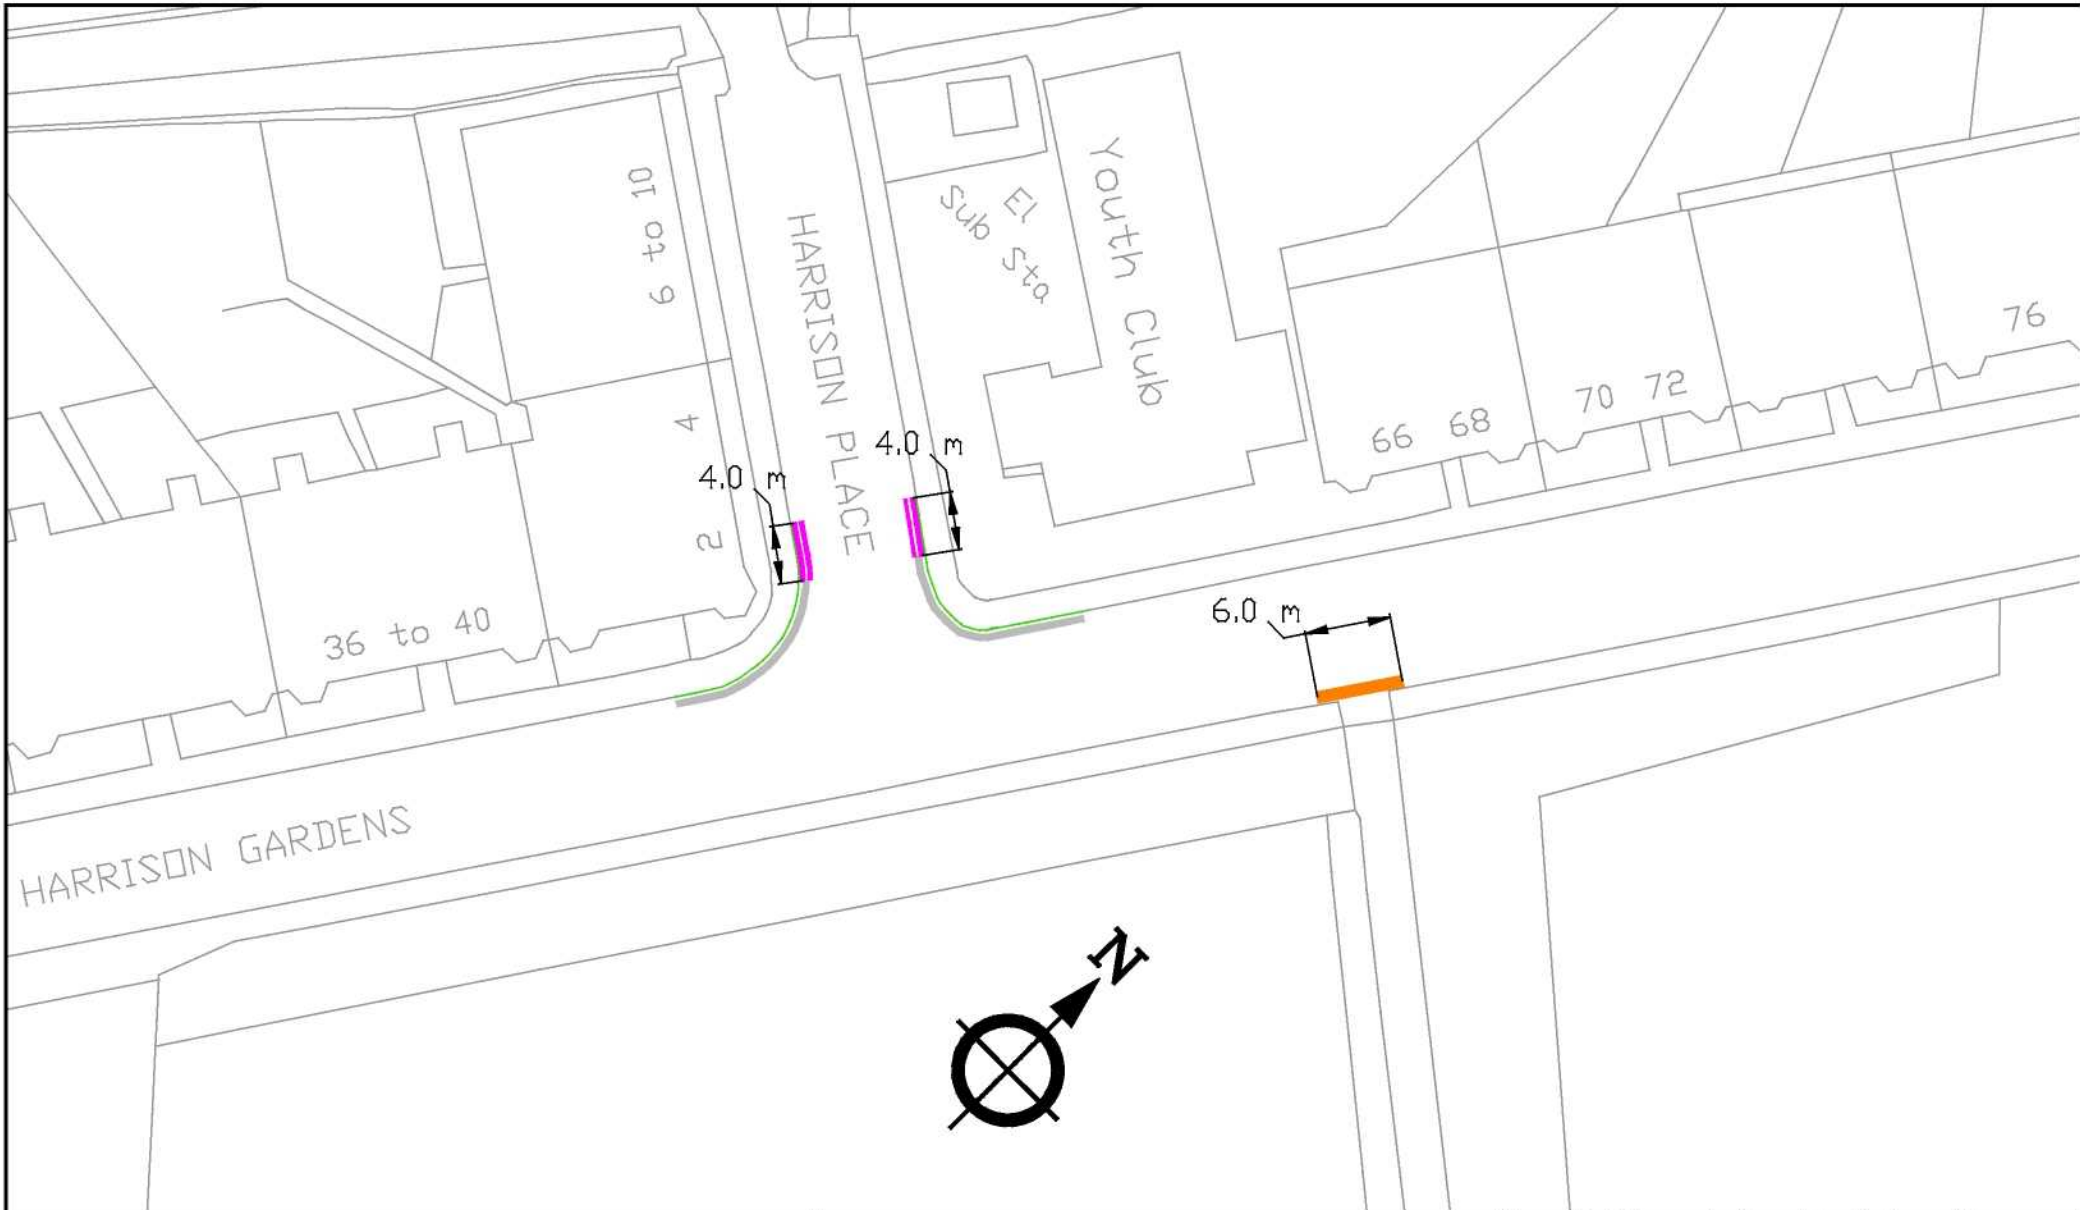 10 to 6
HARRISON PLACE
El
Sub Sta
Youth Club
76
70 72
66 68
4
4.0 m
4.0 m
2
36 to 40
6.0 m
HARRISON GARDENS
N